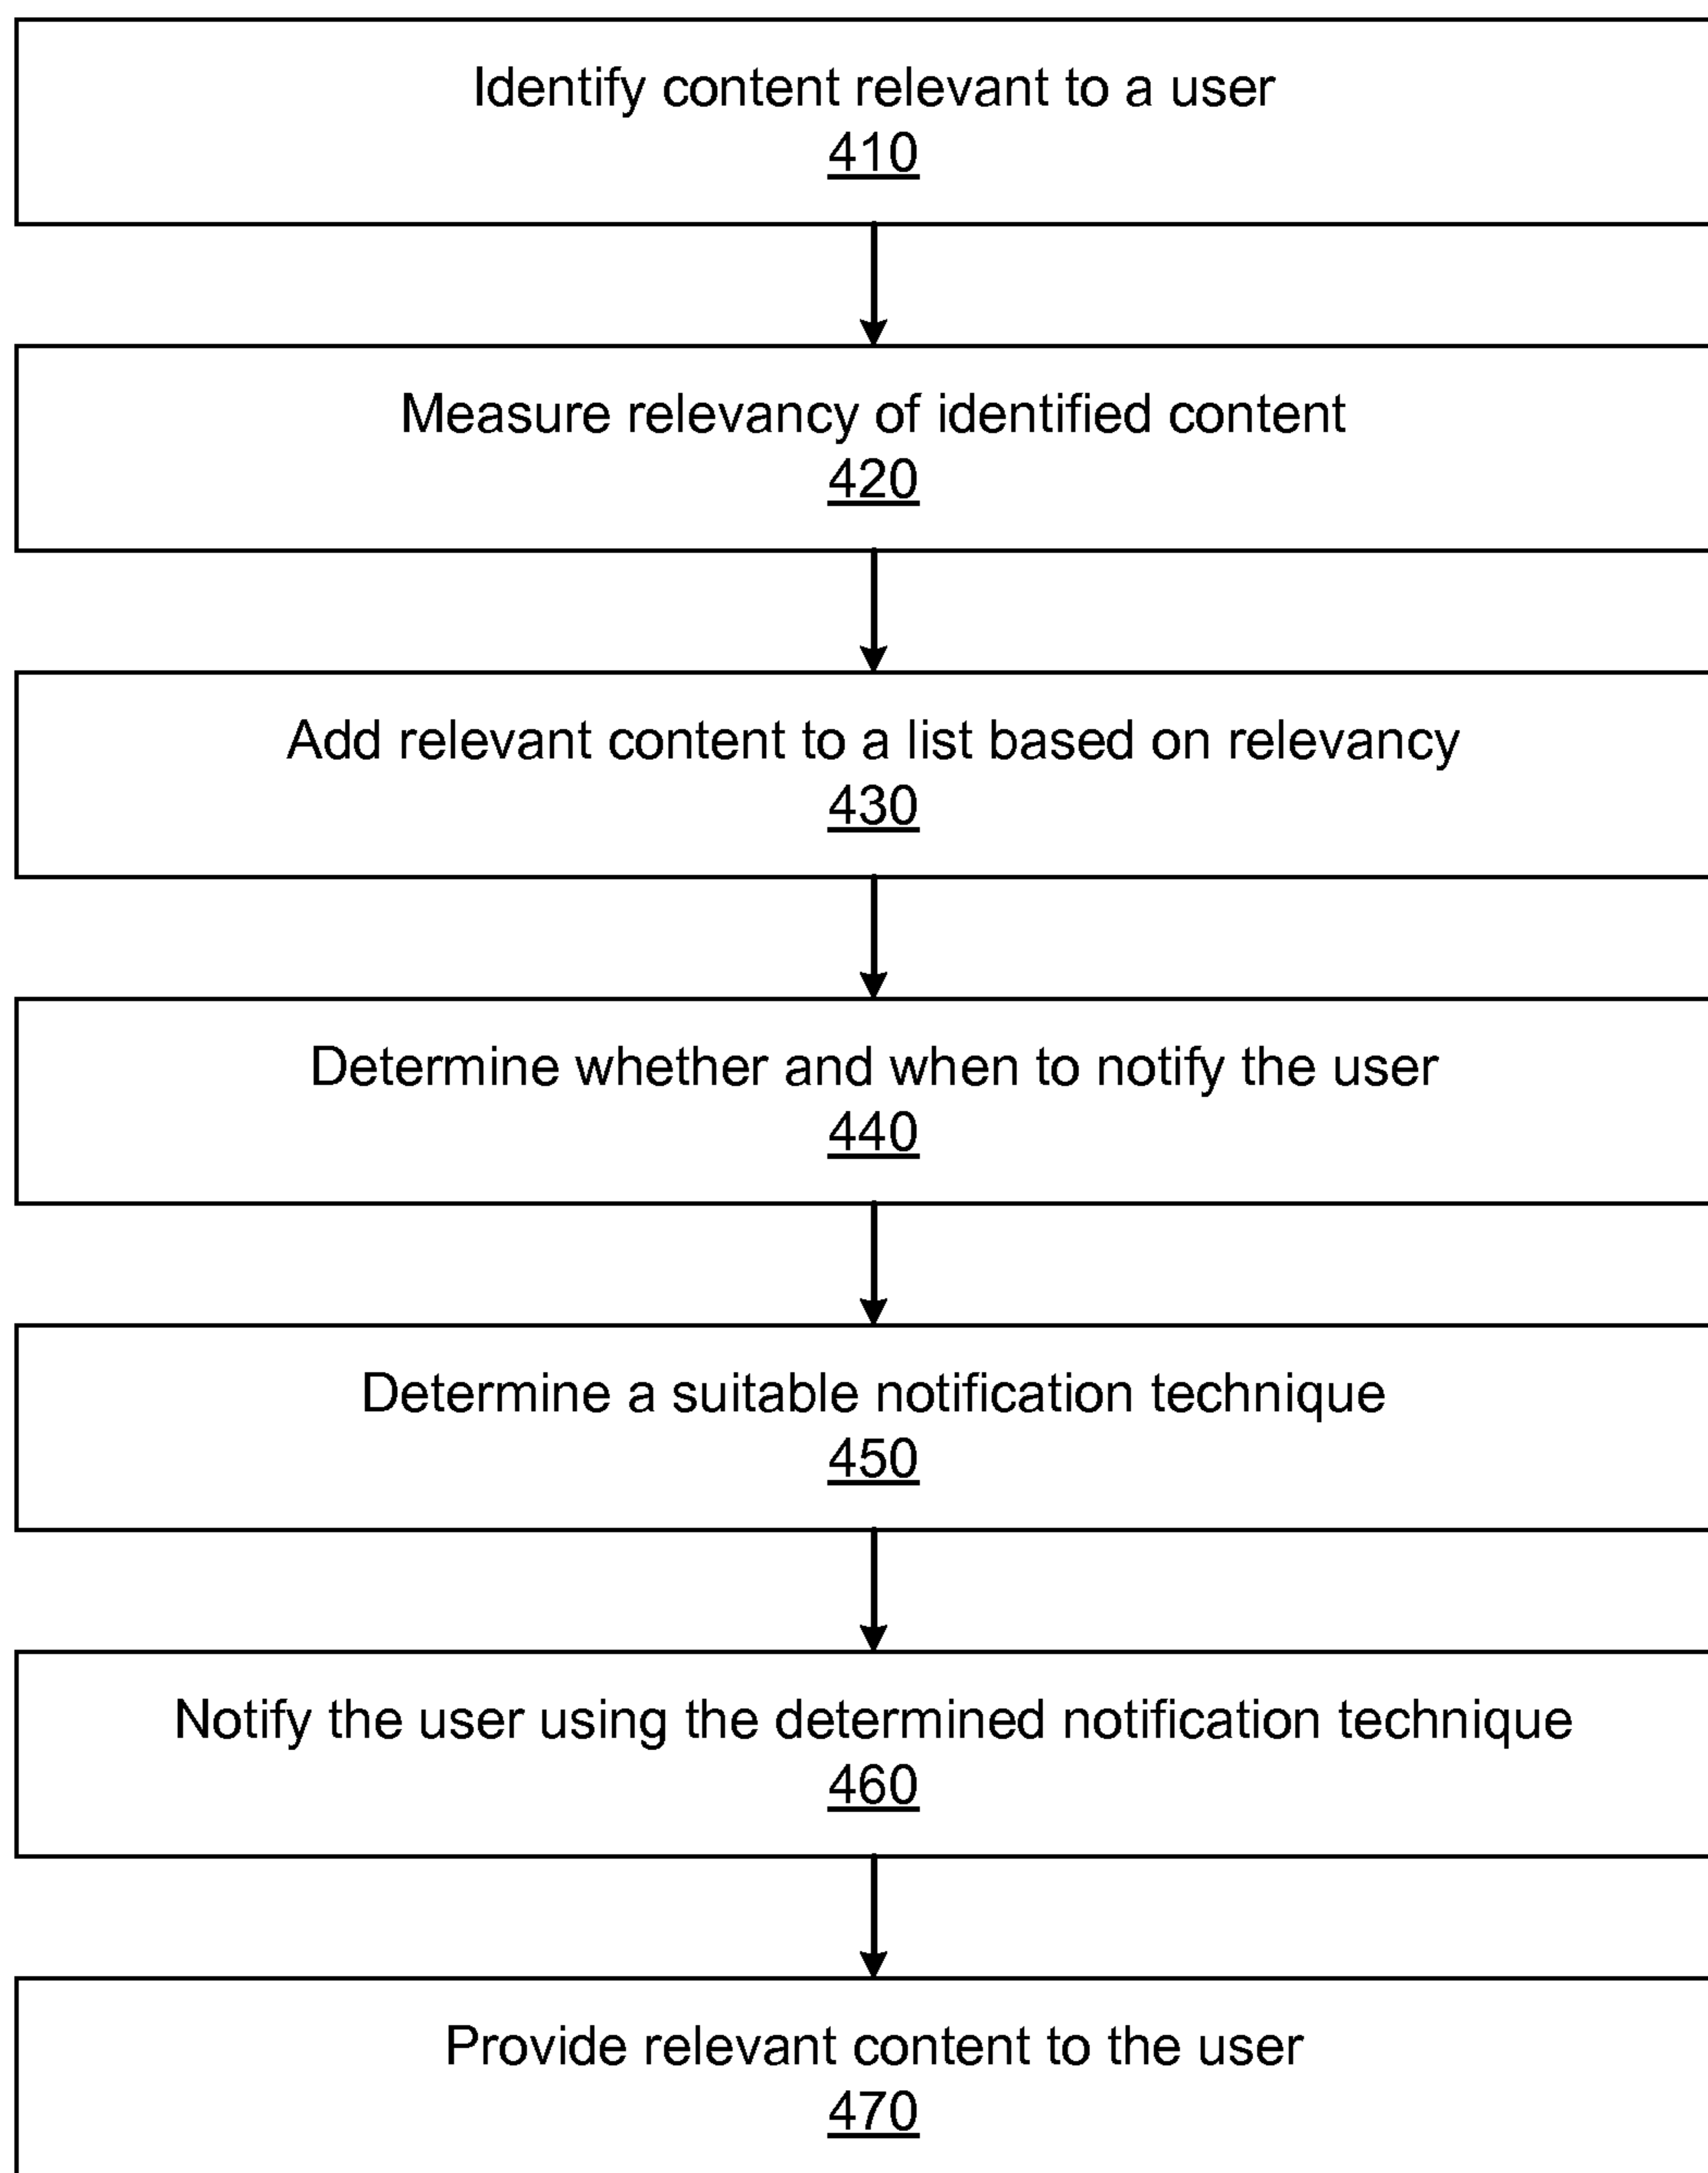 Identify content relevant to a user
410
Measure relevancy of identified content
420
Add relevant content to a list based on relevancy
430
Determine whether and when to notify the user
440
Determine a suitable notification technique
450
Notify the user using the determined notification technique
460
Provide relevant content to the user
470